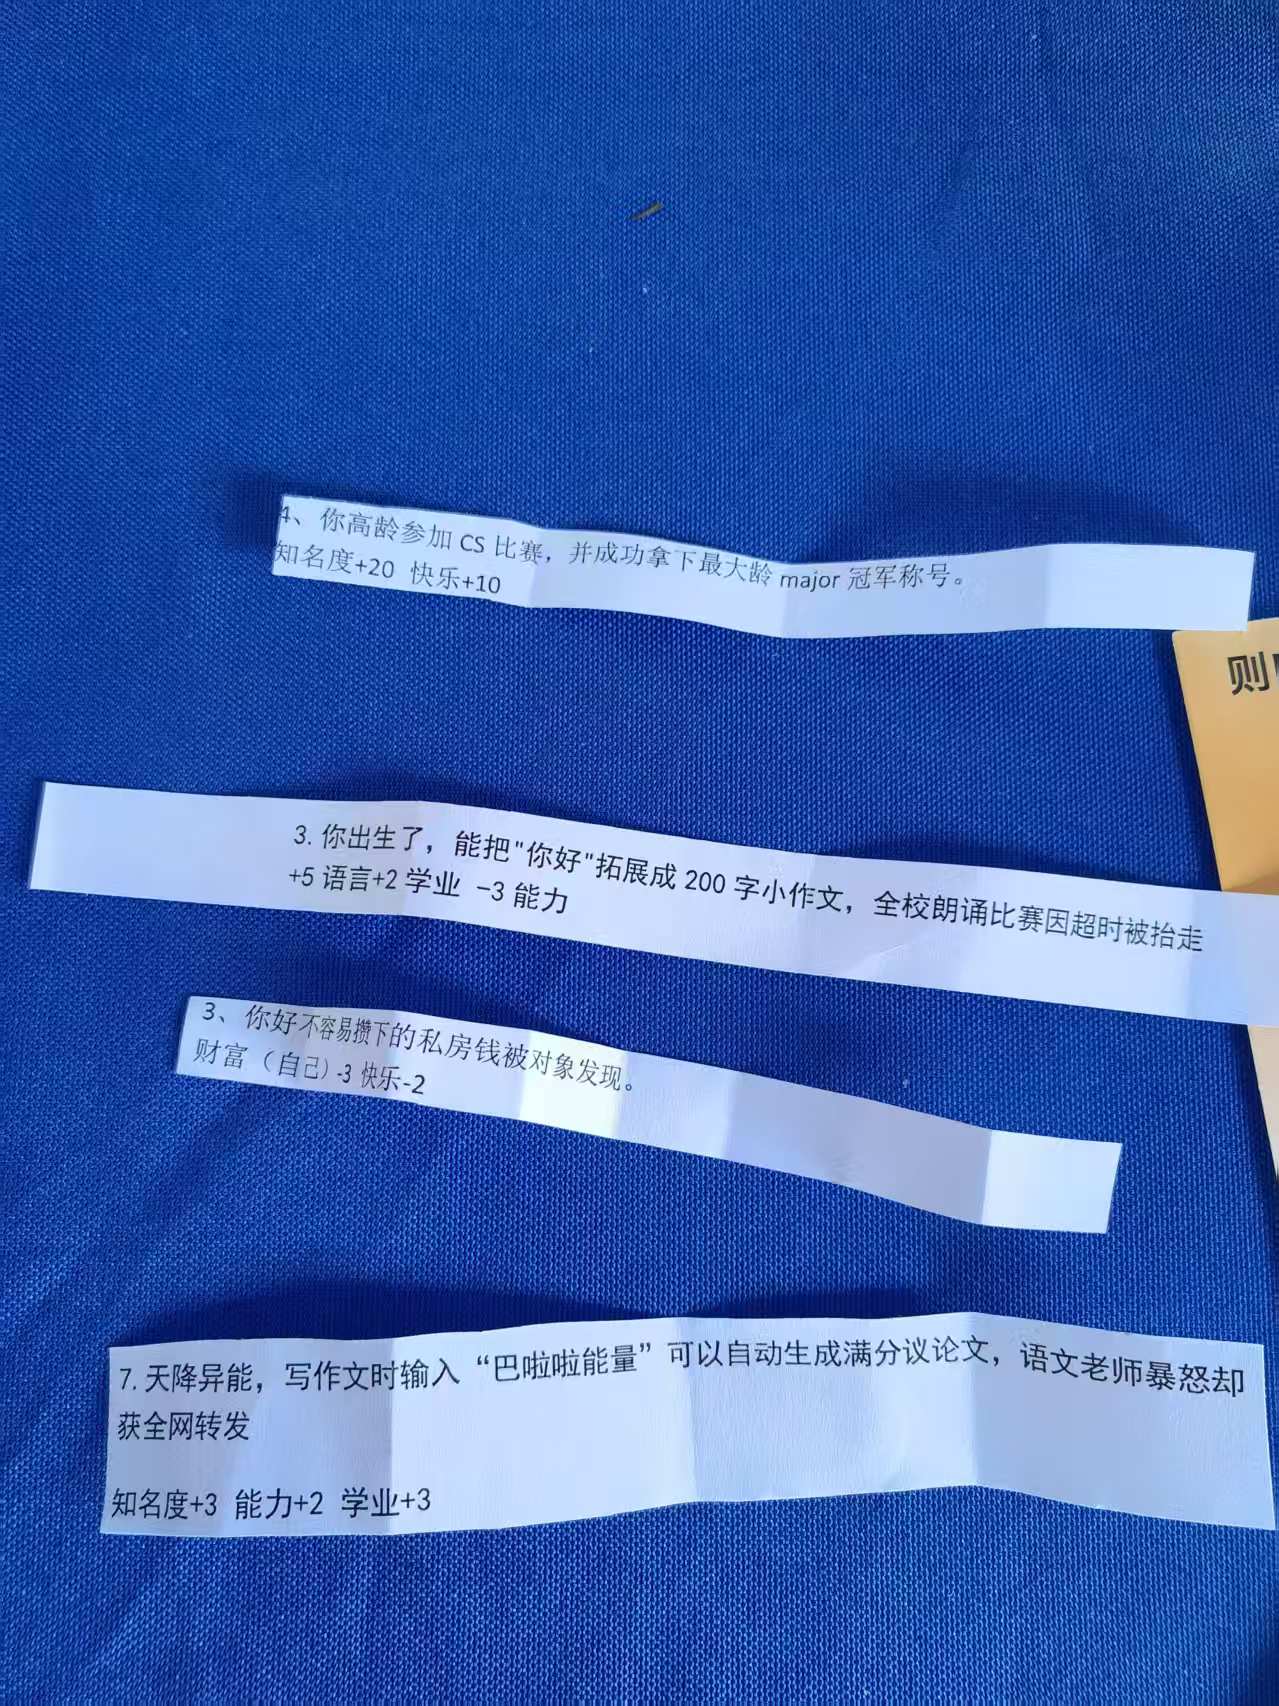 4、你高龄参加 CS 比赛，并成功拿下最大龄 major 冠军称号。
知名度+20 快乐+10
则
3. 你出生了，能把"你好"拓展成 200 字小作文，全校朗诵比赛因超时被抬走
+5 语言+2 学业 -3 能力
3、你好不容易攒下的私房钱被对象发现。
财富（自己）-3 快乐-2
7. 天降异能，写作文时输入“巴啦啦能量”可以自动生成满分议论文，语文老师暴怒却
获全网转发
知名度+3 能力+2 学业+3